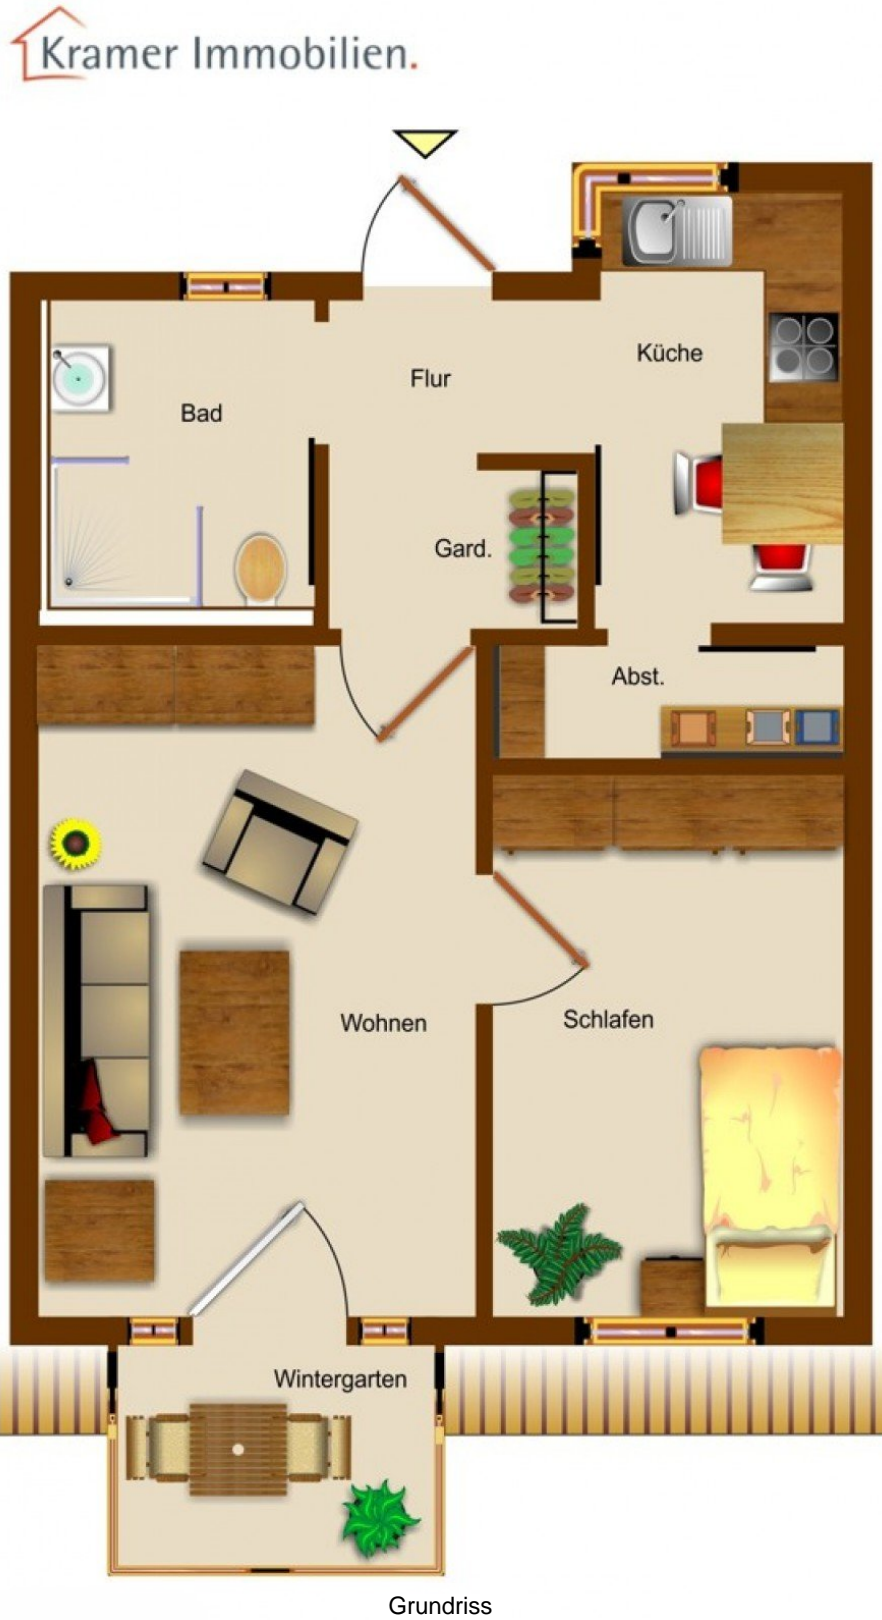 Kramer Immobilien.
Küche
Flur
Bad
Gard.
Abst.
Wohnen
Schlafen
Wintergarten
Grundriss